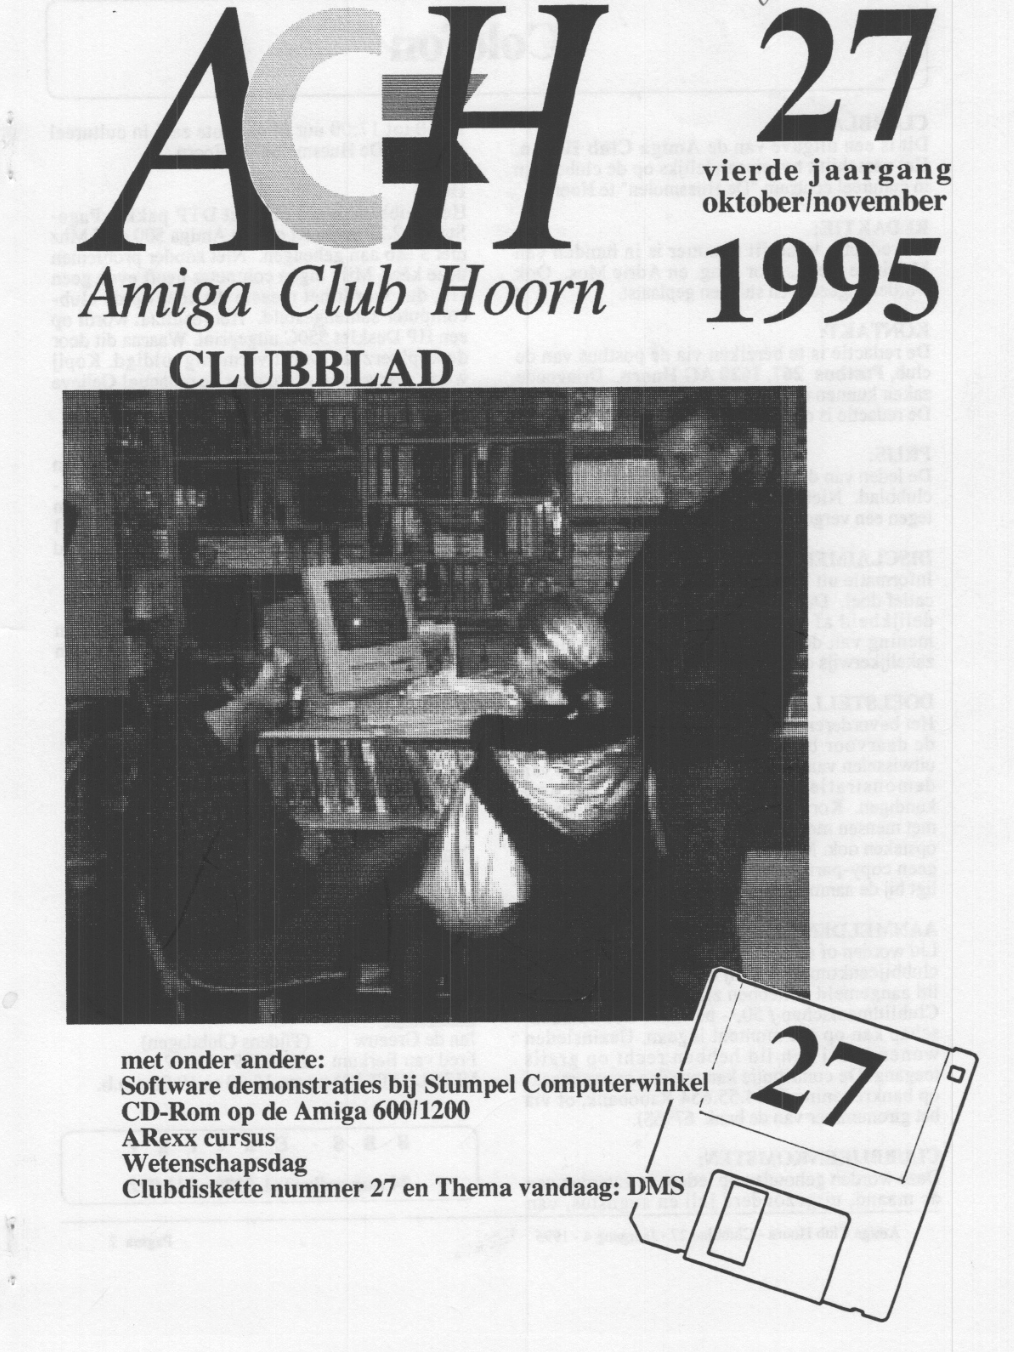 ACH
27
vierde jaargang
oktober/november
1995
Amiga Club Hoorn
CLUBBLAD
27
met onder andere:
Software demonstraties bij Stumpel Computerwinkel
CD-Rom op de Amiga 600/1200
ARexx cursus
Wetenschapsdag
Clubdiskette nummer 27 en Thema vandaag: DMS